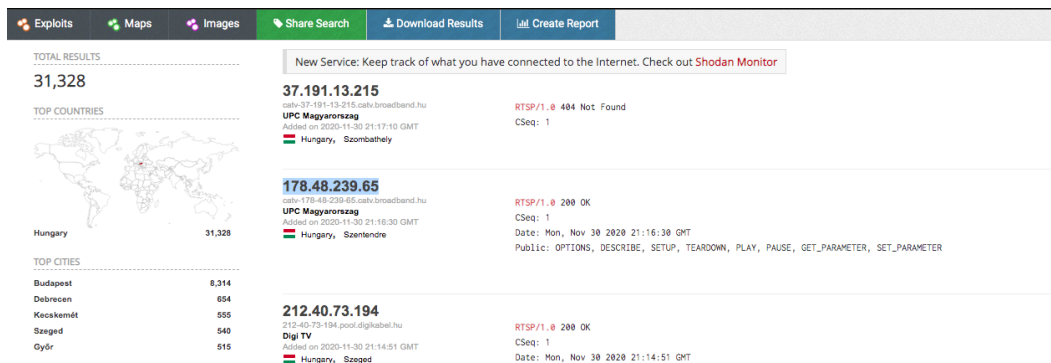 Exploits Maps Images Share Search Download Results Create Report
TOTAL RESULTS
31,328
TOP COUNTRIES
Hungary 31,328
TOP CITIES
Budapest 8,314
Debrecen 654
Kecskemét 555
Szeged 540
Győr 515
New Service: Keep track of what you have connected to the Internet. Check out Shodan Monitor
37.191.13.215
catv-37-191-13-215.catv.broadband.hu
UPC Magyarorszag
Added on 2020-11-30 21:17:10 GMT
Hungary, Szombathely
RTSP/1.0 404 Not Found
CSeq: 1
178.48.239.65
catv-178-48-239-65.catv.broadband.hu
UPC Magyarorszag
Added on 2020-11-30 21:16:30 GMT
Hungary, Szentendre
RTSP/1.0 200 OK
CSeq: 1
Date: Mon, Nov 30 2020 21:16:30 GMT
Public: OPTIONS, DESCRIBE, SETUP, TEARDOWN, PLAY, PAUSE, GET_PARAMETER, SET_PARAMETER
212.40.73.194
212-40-73-194.pool.digikabel.hu
Digi TV
Added on 2020-11-30 21:14:51 GMT
Hungary, Szeged
RTSP/1.0 200 OK
CSeq: 1
Date: Mon, Nov 30 2020 21:14:51 GMT